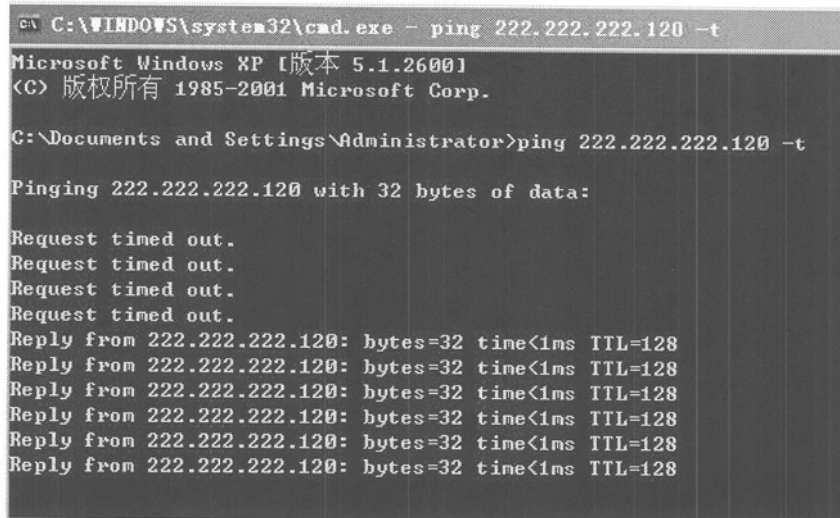 C:\WINDOWS\system32\cmd.exe - ping 222.222.222.120 -t
Microsoft Windows XP [版本 5.1.2600]
(C) 版权所有 1985-2001 Microsoft Corp.
C:\Documents and Settings\Administrator>ping 222.222.222.120 -t
Pinging 222.222.222.120 with 32 bytes of data:
Request timed out.
Request timed out.
Request timed out.
Request timed out.
Reply from 222.222.222.120: bytes=32 time<1ms TTL=128
Reply from 222.222.222.120: bytes=32 time<1ms TTL=128
Reply from 222.222.222.120: bytes=32 time<1ms TTL=128
Reply from 222.222.222.120: bytes=32 time<1ms TTL=128
Reply from 222.222.222.120: bytes=32 time<1ms TTL=128
Reply from 222.222.222.120: bytes=32 time<1ms TTL=128